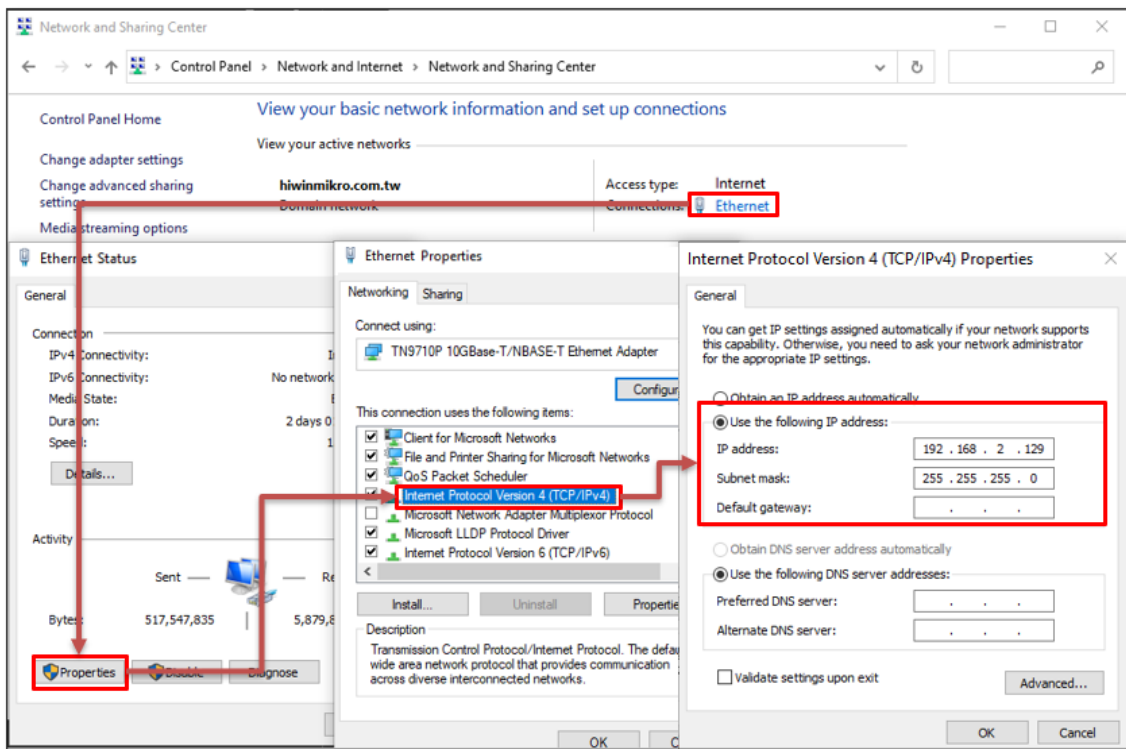 Network and Sharing Center
Control Panel > Network and Internet > Network and Sharing Center
Control Panel Home
Change adapter settings
Change advanced sharing
settings
Media streaming options
View your basic network information and set up connections
View your active networks
hiwinmikro.com.tw
Domain network
Access type: Internet
Connections: Ethernet
Ethernet Status
General
Connection
IPv4 Connectivity:
IPv6 Connectivity: No network
Media State:
Duration: 2 days 0
Speed: 1
Details...
Activity
Sent
Bytes: 517,547,835 5,879,8
Properties Disable Diagnose
Ethernet Properties
Networking Sharing
Connect using:
TN9710P 10GBase-T/NBASE-T Ethernet Adapter
Configur
This connection uses the following items:
Client for Microsoft Networks
File and Printer Sharing for Microsoft Networks
QoS Packet Scheduler
Internet Protocol Version 4 (TCP/IPv4)
Microsoft Network Adapter Multiplexor Protocol
Microsoft LLDP Protocol Driver
Internet Protocol Version 6 (TCP/IPv6)
Install... Uninstall Propertie
Description
Transmission Control Protocol/Internet Protocol. The defau
wide area network protocol that provides communication
across diverse interconnected networks.
OK C
Internet Protocol Version 4 (TCP/IPv4) Properties
General
You can get IP settings assigned automatically if your network supports
this capability. Otherwise, you need to ask your network administrator
for the appropriate IP settings.
Obtain an IP address automatically
Use the following IP address:
IP address: 192 . 168 . 2 . 129
Subnet mask: 255 . 255 . 255 . 0
Default gateway: . . .
Obtain DNS server address automatically
Use the following DNS server addresses:
Preferred DNS server: . . .
Alternate DNS server: . . .
Validate settings upon exit
Advanced...
OK Cancel